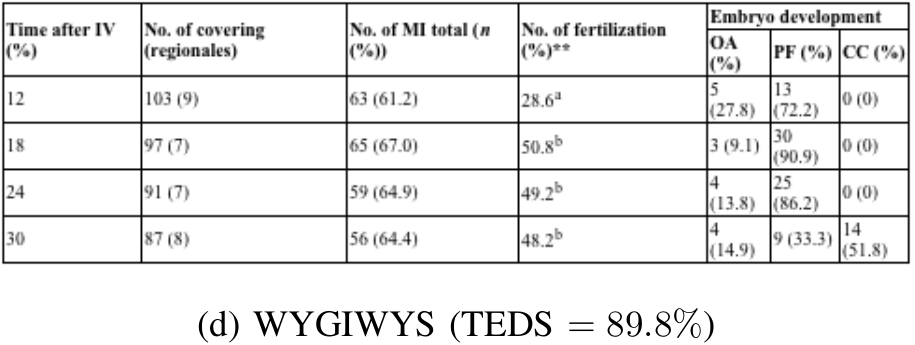 Time after IV (%) No. of covering (regionales) No. of MI total (n (%)) No. of fertilization (%)** Embryo development
OA (%) PF (%) CC (%)
12 103 (9) 63 (61.2) 28.6a 5 (27.8) 13 (72.2) 0 (0)
18 97 (7) 65 (67.0) 50.8b 3 (9.1) 30 (90.9) 0 (0)
24 91 (7) 59 (64.9) 49.2b 4 (13.8) 25 (86.2) 0 (0)
30 87 (8) 56 (64.4) 48.2b 4 (14.9) 9 (33.3) 14 (51.8)
(d) WYGIWYS (TEDS = 89.8%)